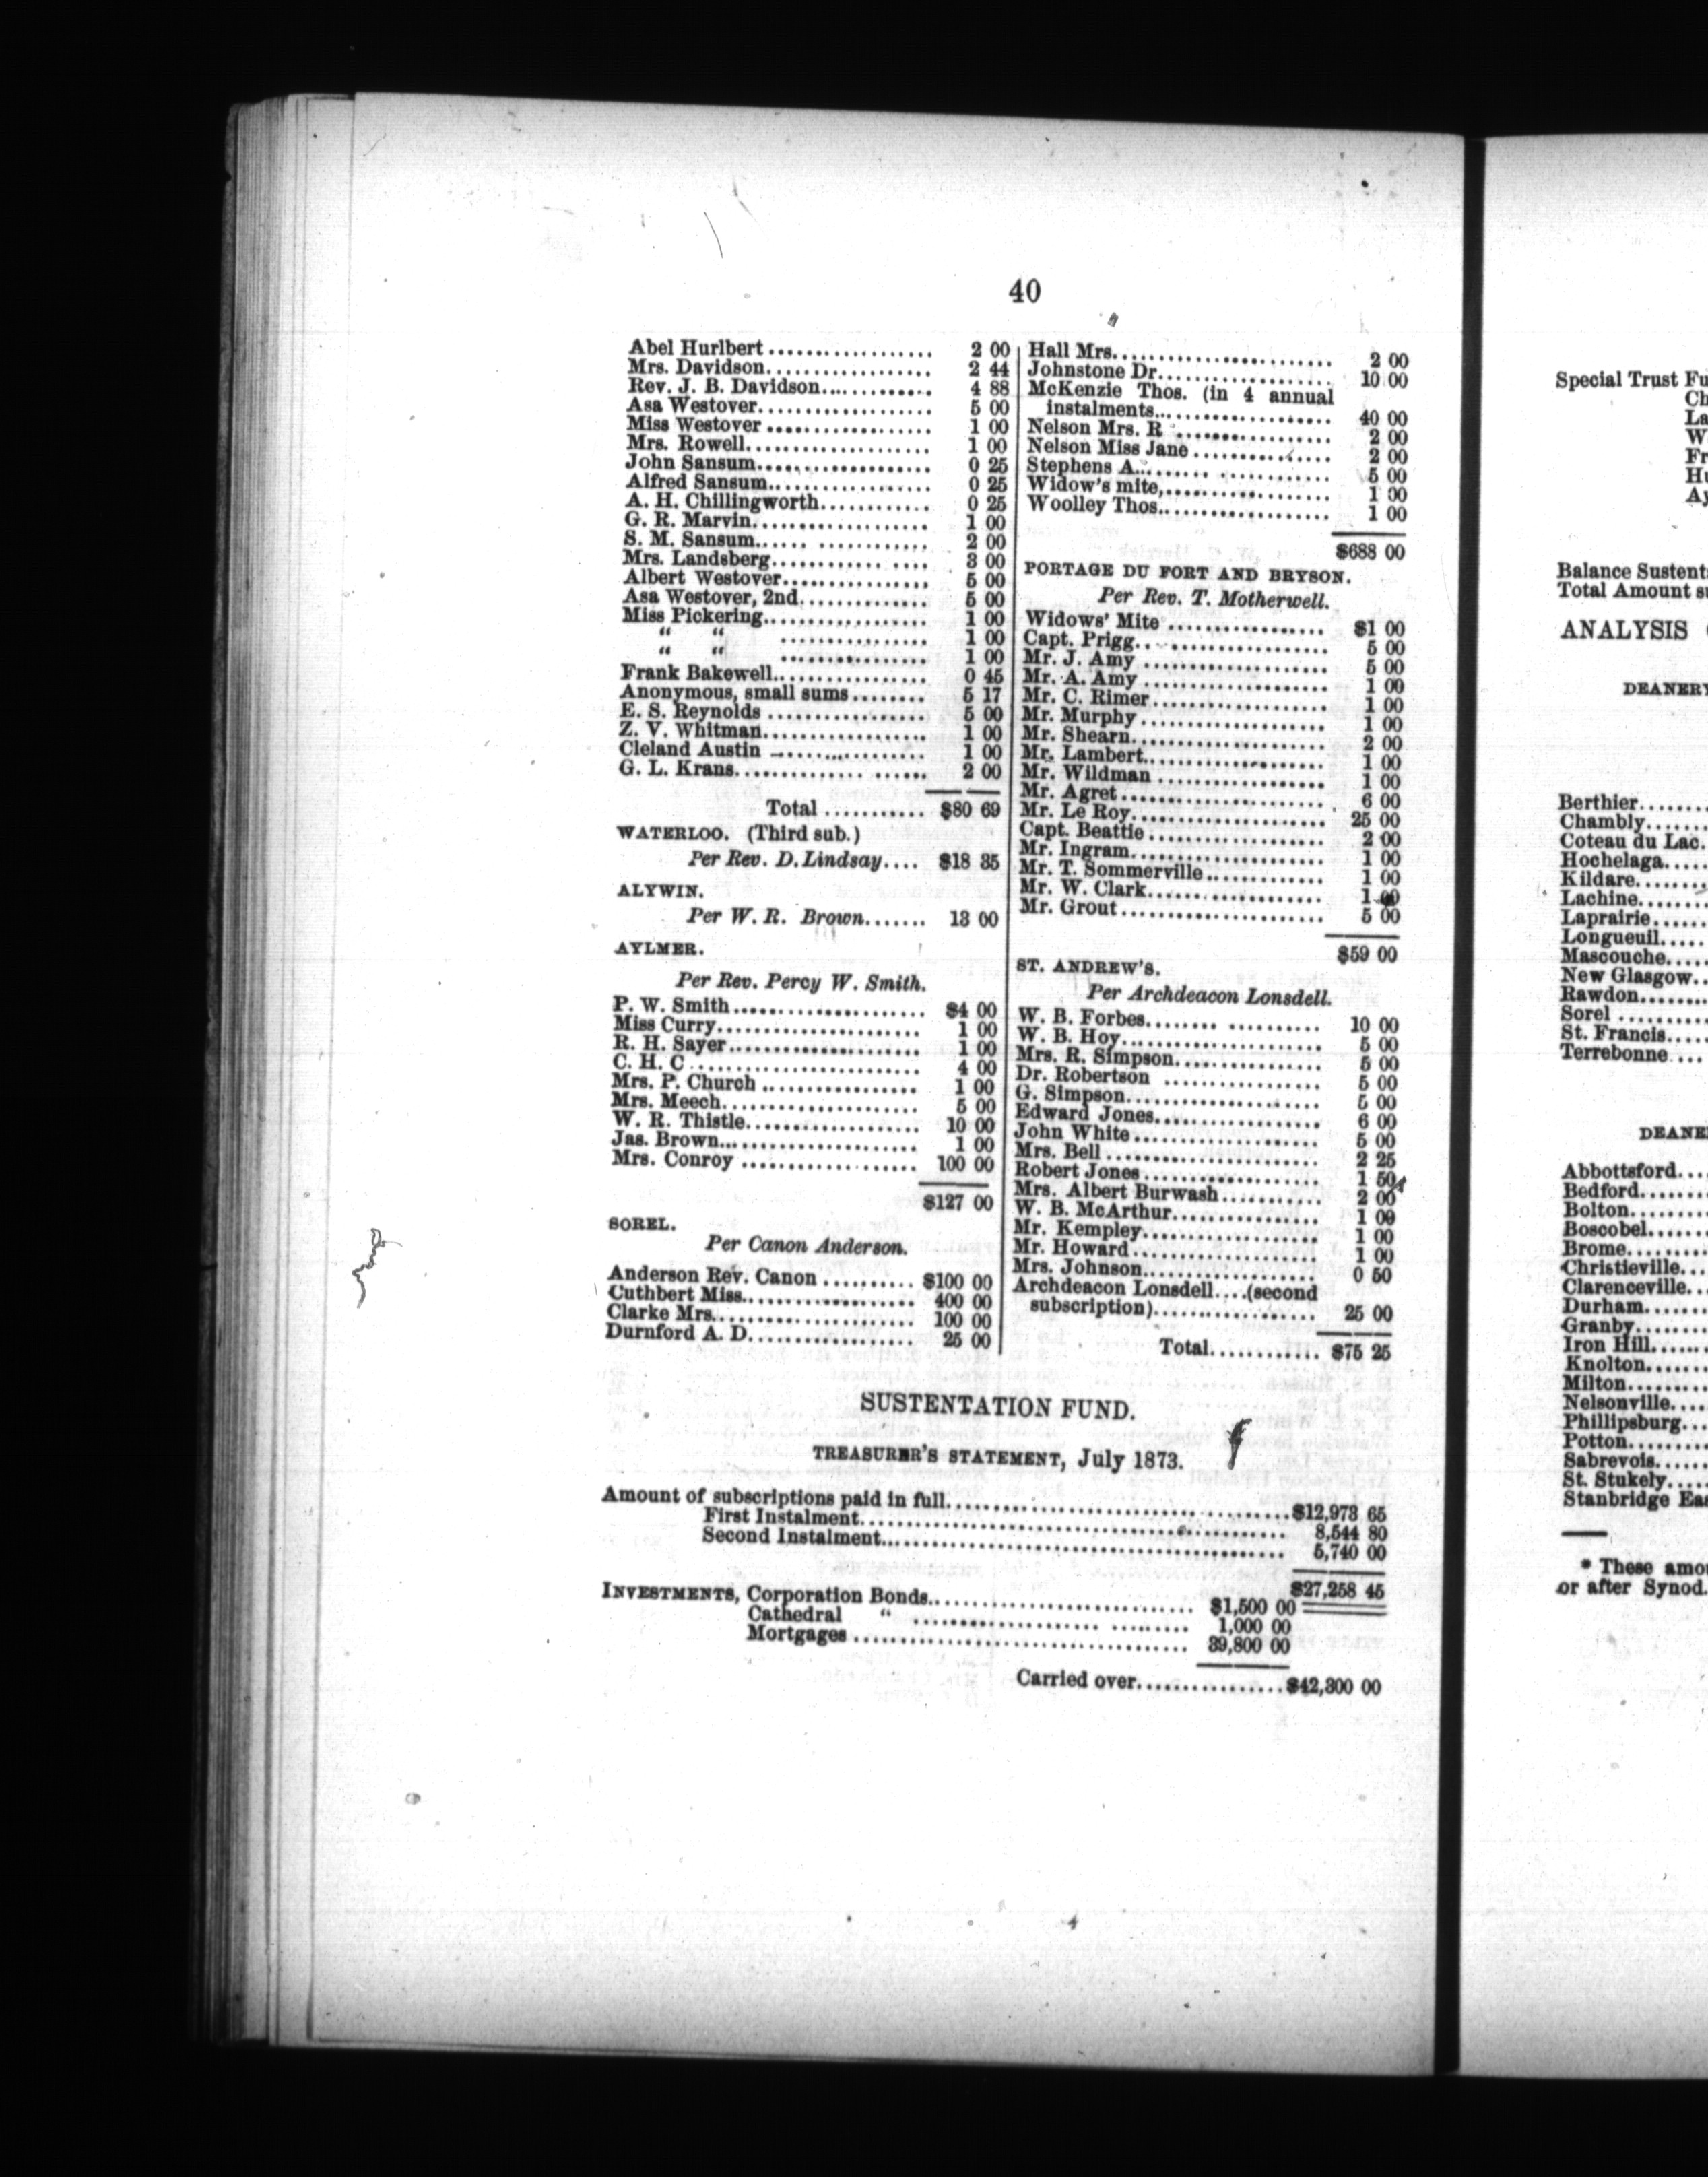 40
Abel Hurlbert .................. 2 00
Mrs. Davidson.................. 2 44
Rev. J. B. Davidson............. 4 88
Asa Westover................... 5 00
Miss Westover .................. 1 00
Mrs. Rowell.................... 1 00
John Sansum.................... 0 25
Alfred Sansum.................. 0 25
A. H. Chillingworth............ 0 25
G. R. Marvin................... 1 00
S. M. Sansum...... ............ 2 00
Mrs. Landsberg............ .... 3 00
Albert Westover................ 5 00
Asa Westover, 2nd.............. 5 00
Miss Pickering................. 1 00
“ “ ................ 1 00
“ “ ................ 1 00
Frank Bakewell................. 0 45
Anonymous, small sums ........ 5 17
E. S. Reynolds ................. 5 00
Z. V. Whitman.................. 1 00
Cleland Austin ................. 1 00
G. L. Krans.............. ...... 2 00
Total ........... $80 69
WATERLOO. (Third sub.)
Per Rev. D. Lindsay.... $18 35
ALYWIN.
Per W. R. Brown....... 13 00
AYLMER.
Per Rev. Percy W. Smith.
P. W. Smith..................... $4 00
Miss Curry...................... 1 00
R. H. Sayer..................... 1 00
C. H. C ........................ 4 00
Mrs. P. Church ................. 1 00
Mrs. Meech...................... 5 00
W. R. Thistle................... 10 00
Jas. Brown...................... 1 00
Mrs. Conroy .................... 100 00
$127 00
SOREL.
Per Canon Anderson.
Anderson Rev. Canon .......... $100 00
Cuthbert Miss................... 400 00
Clarke Mrs...................... 100 00
Durnford A. D................... 25 00
Hall Mrs........................ 2 00
Johnstone Dr.................... 10 00
McKenzie Thos. (in 4 annual
instalments................... 40 00
Nelson Mrs. R .................. 2 00
Nelson Miss Jane ............... 2 00
Stephens A...................... 5 00
Widow's mite,................... 1 00
Woolley Thos.................... 1 00
$688 00
PORTAGE DU FORT AND BRYSON.
Per Rev. T. Motherwell.
Widows' Mite ................. $1 00
Capt. Prigg.................... 5 00
Mr. J. Amy .................... 5 00
Mr. A. Amy .................... 1 00
Mr. C. Rimer................... 1 00
Mr. Murphy..................... 1 00
Mr. Shearn..................... 2 00
Mr. Lambert.................... 1 00
Mr. Wildman ................... 1 00
Mr. Agret ..................... 6 00
Mr. Le Roy..................... 25 00
Capt. Beattie ................. 2 00
Mr. Ingram..................... 1 00
Mr. T. Sommerville............. 1 00
Mr. W. Clark................... 1 00
Mr. Grout ..................... 5 00
$59 00
ST. ANDREW'S.
Per Archdeacon Lonsdell.
W. B. Forbes........ .......... 10 00
W. B. Hoy...................... 5 00
Mrs. R. Simpson................ 5 00
Dr. Robertson ................. 5 00
G. Simpson..................... 5 00
Edward Jones................... 6 00
John White..................... 5 00
Mrs. Bell ..................... 2 25
Robert Jones................... 1 50
Mrs. Albert Burwash........... 2 00
W. B. McArthur................. 1 00
Mr. Kempley.................... 1 00
Mr. Howard..................... 1 00
Mrs. Johnson................... 0 50
Archdeacon Lonsdell....(second
subscription)................. 25 00
Total............ $75 25
SUSTENTATION FUND.
TREASURER'S STATEMENT, July 1873.
Amount of subscriptions paid in full...............................$12,973 65
First Instalment............................................. 8,544 80
Second Instalment........................................... 5,740 00
$27,258 45
INVESTMENTS, Corporation Bonds................................ $1,500 00
Cathedral “ ................................ 1,000 00
Mortgages .................................... 39,800 00
Carried over................$42,300 00
Special Trust Fu
Ch
La
W
Fr
Hu
Ay
Balance Sustent
Total Amount su
ANALYSIS
DEANERY
Berthier.......
Chambly.......
Coteau du Lac.
Hochelaga....
Kildare........
Lachine.......
Laprairie......
Longueuil.....
Mascouche....
New Glasgow..
Rawdon.......
Sorel .........
St. Francis....
Terrebonne ...
DEANE
Abbottsford...
Bedford.......
Bolton........
Boscobel......
Brome........
Christieville...
Clarenceville..
Durham.......
Granby.......
Iron Hill......
Knolton.......
Milton........
Nelsonville....
Phillipsburg...
Potton........
Sabrevois.....
St. Stukely....
Stanbridge Eas
* These amou
or after Synod.